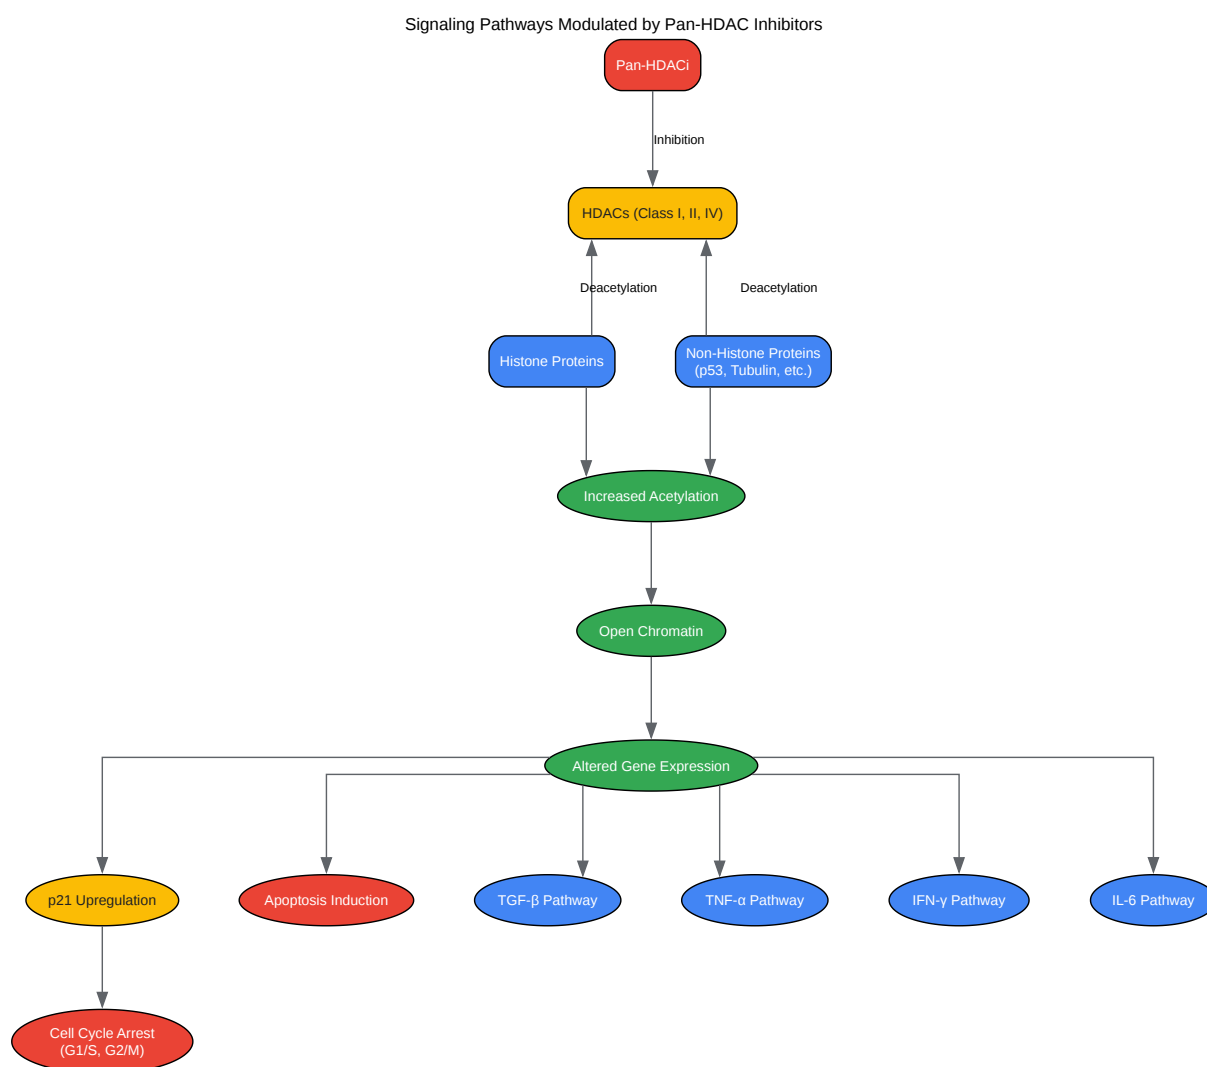 Signaling Pathways Modulated by Pan-HDAC Inhibitors
Pan-HDACi
Inhibition
HDACs (Class I, II, IV)
Deacetylation
Deacetylation
Histone Proteins
Non-Histone Proteins
(p53, Tubulin, etc.)
Increased Acetylation
Open Chromatin
Altered Gene Expression
p21 Upregulation
Apoptosis Induction
TGF-β Pathway
TNF-α Pathway
IFN-γ Pathway
IL-6 Pathway
Cell Cycle Arrest
(G1/S, G2/M)